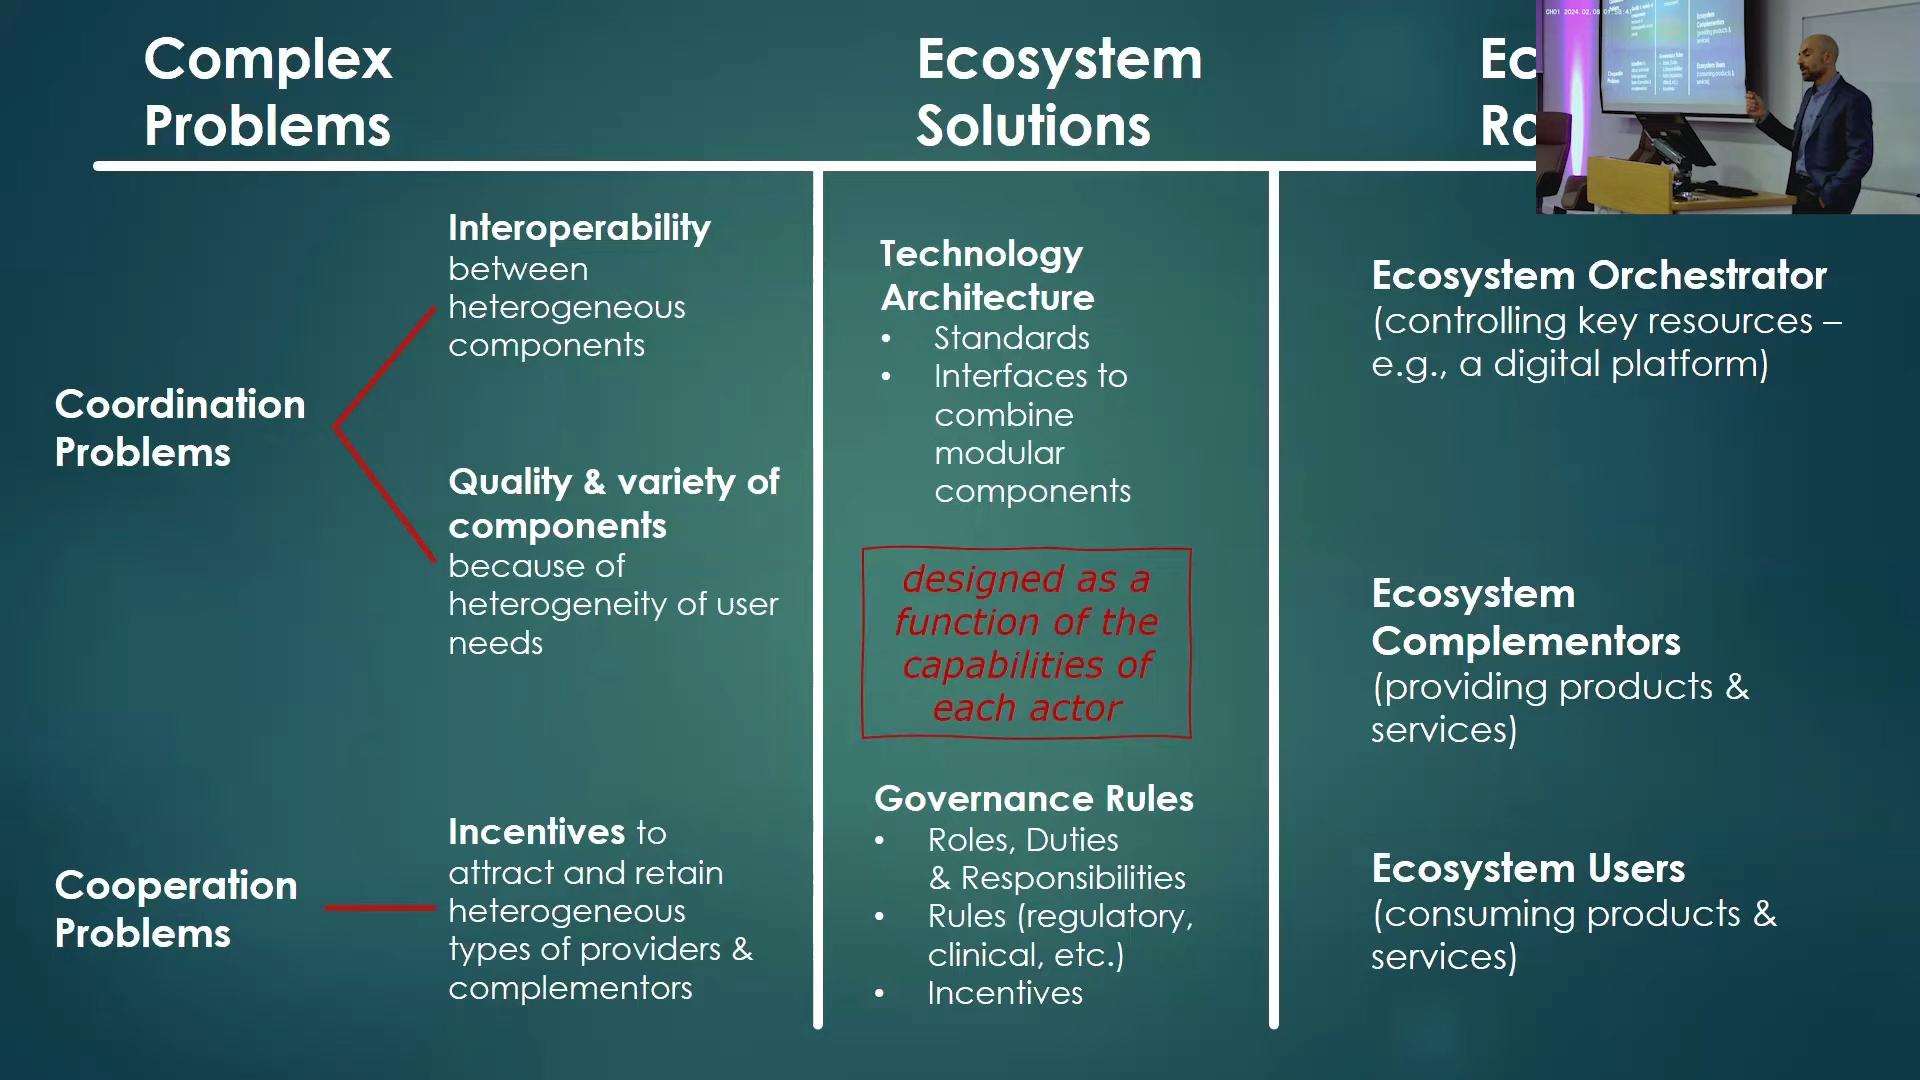 Complex
Problems
Ecosystem
Solutions
Interoperability
between
heterogeneous
components
Coordination
Problems
Quality & variety of
components
because of
heterogeneity of user
needs
Cooperation
Problems
Incentives to
attract and retain
heterogeneous
types of providers &
complementors
Technology
Architecture
• Standards
• Interfaces to
combine
modular
components
designed as a
function of the
capabilities of
each actor
Governance Rules
• Roles, Duties
& Responsibilities
• Rules (regulatory,
clinical, etc.)
• Incentives
Ecosystem Orchestrator
(controlling key resources –
e.g., a digital platform)
Ecosystem
Complementors
(providing products &
services)
Ecosystem Users
(consuming products &
services)